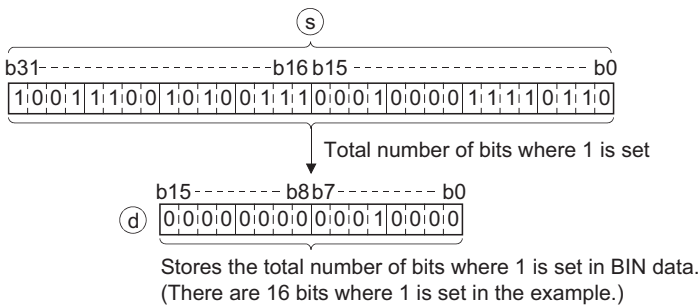 s
b31 b16 b15 b0
1 0 0 1 1 1 0 0 1 0 1 0 0 1 1 1 0 0 0 1 0 0 0 0 1 1 1 1 0 1 1 0
Total number of bits where 1 is set
b15 b8 b7 b0
d 0 0 0 0 0 0 0 0 0 0 0 1 0 0 0 0
Stores the total number of bits where 1 is set in BIN data.
(There are 16 bits where 1 is set in the example.)